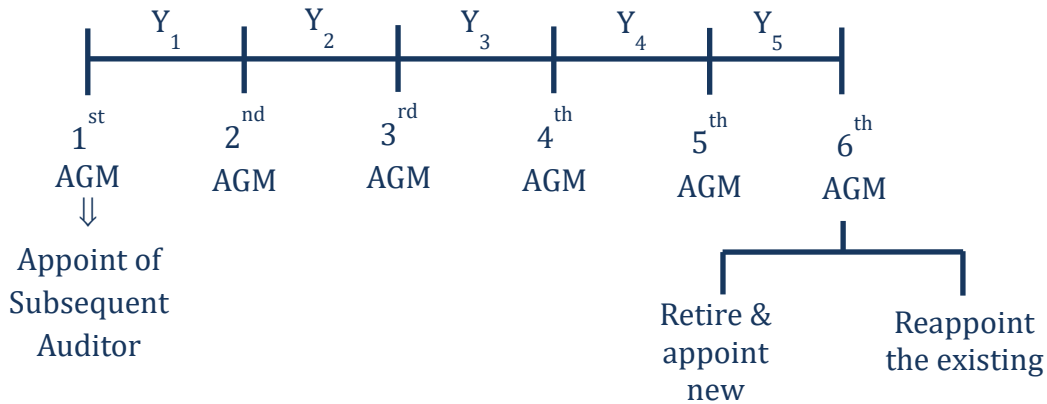 Y1 Y2 Y3 Y4 Y5
1st 2nd 3rd 4th 5th 6th
AGM AGM AGM AGM AGM AGM
⇓
Appoint of
Subsequent
Auditor
Retire &
appoint
new
Reappoint
the existing